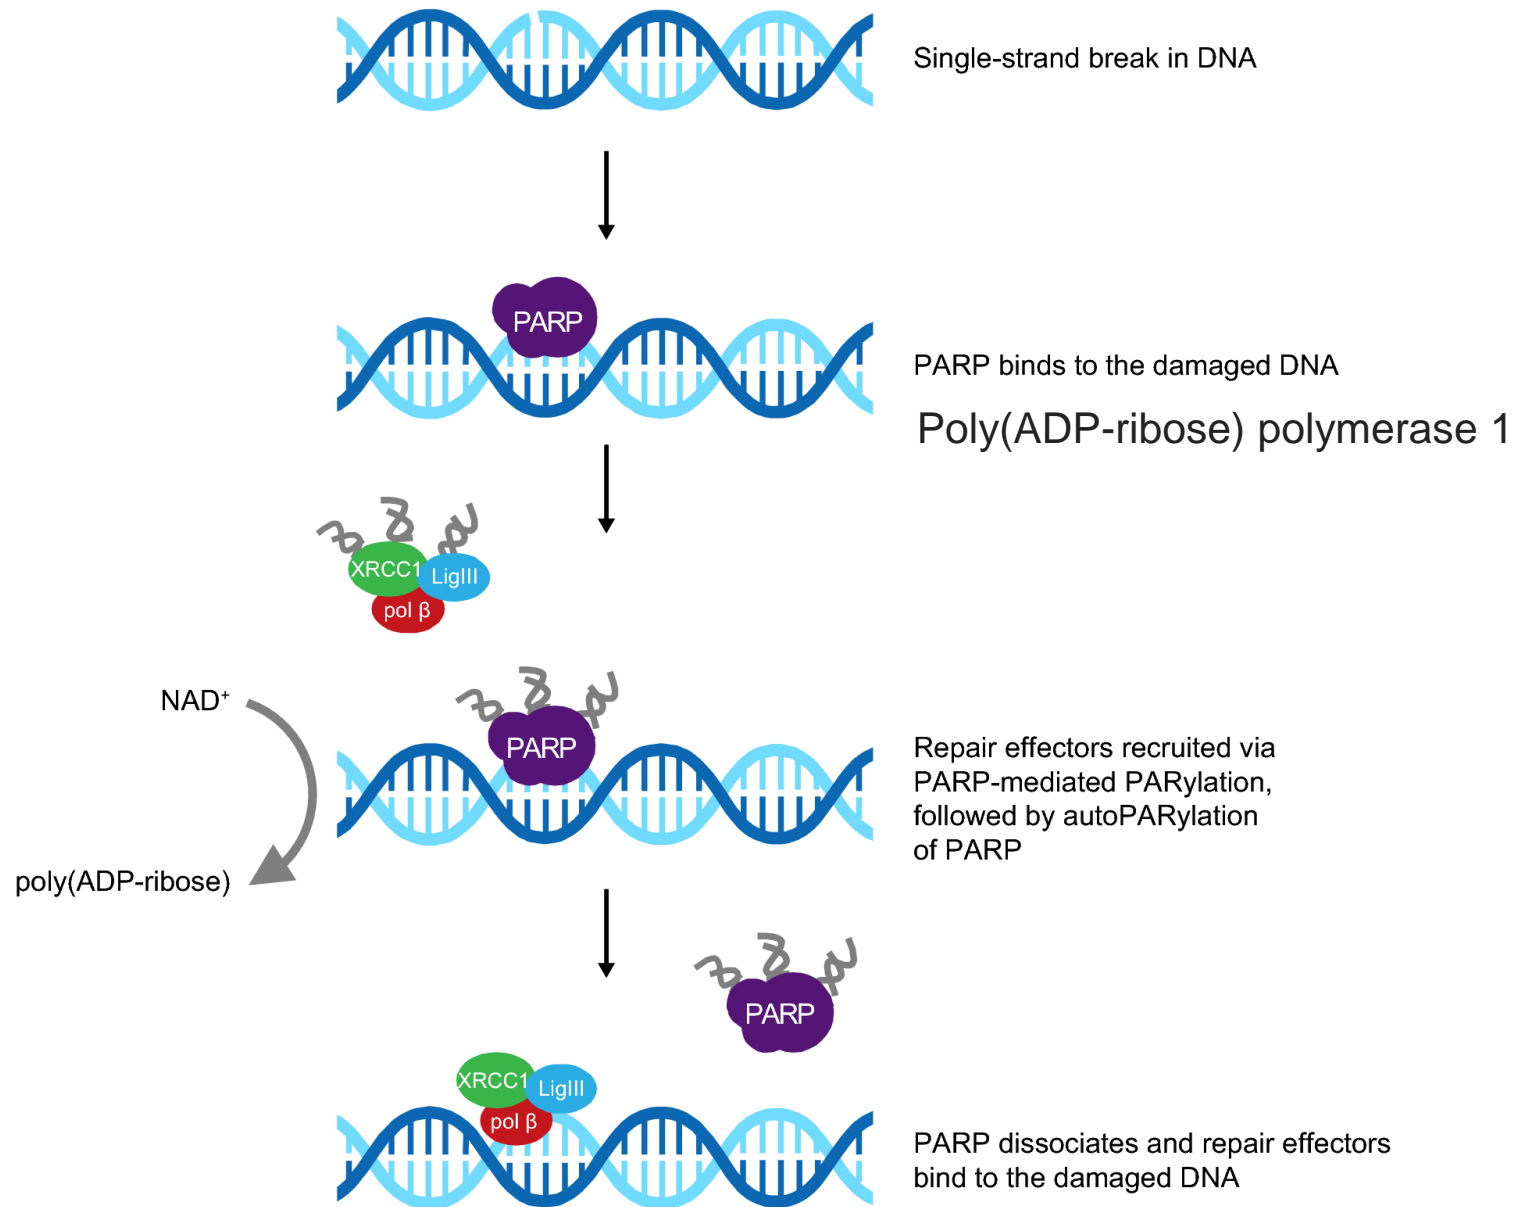 Single-strand break in DNA
PARP
PARP binds to the damaged DNA
Poly(ADP-ribose) polymerase 1
XRCC1
LigIII
pol β
NAD⁺
PARP
Repair effectors recruited via
PARP-mediated PARylation,
followed by autoPARylation
of PARP
poly(ADP-ribose)
PARP
XRCC1
LigIII
pol β
PARP dissociates and repair effectors
bind to the damaged DNA